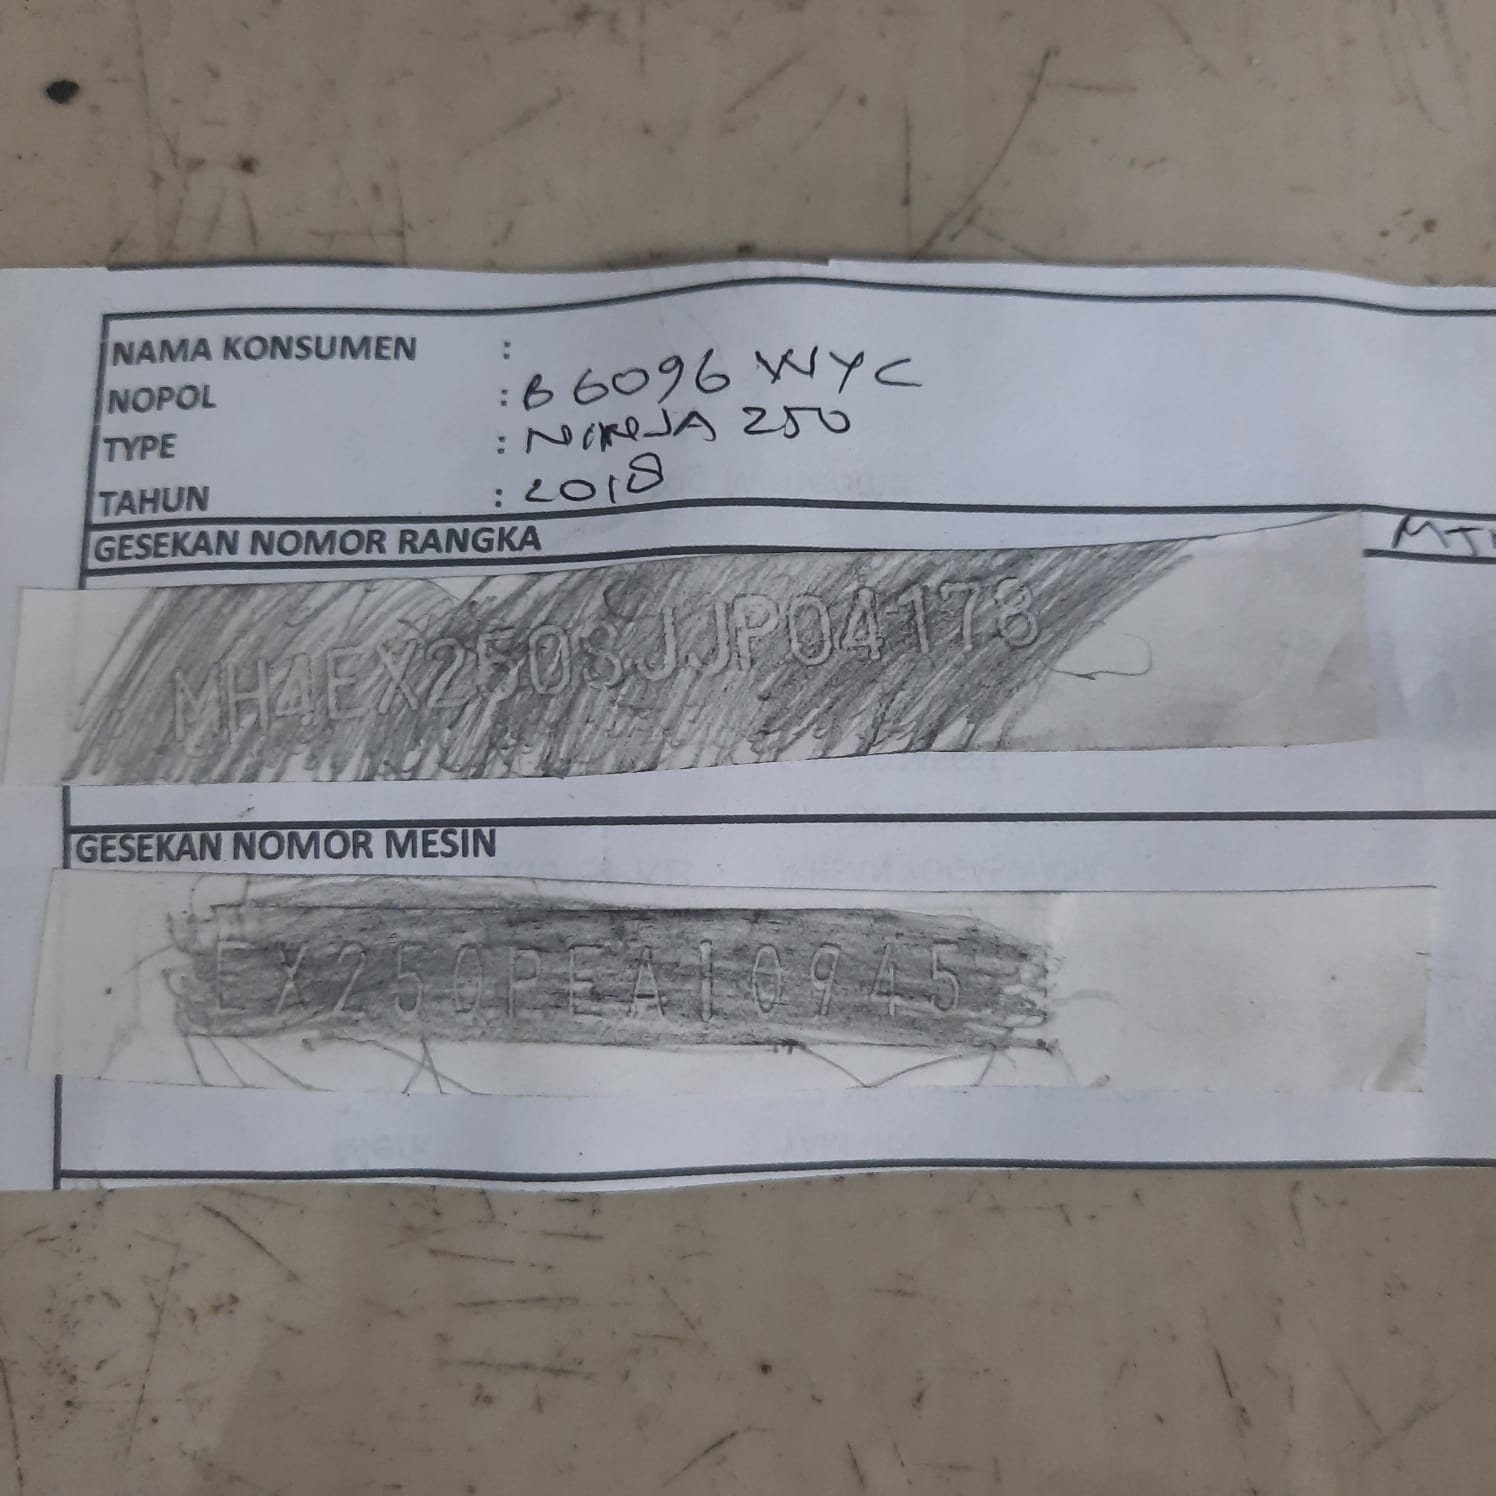 NAMA KONSUMEN :
NOPOL : B 6096 WYC
TYPE : NINJA 250
TAHUN : 2018
GESEKAN NOMOR RANGKA
MH4EX250SJJP04178
GESEKAN NOMOR MESIN
EX250PEA10945